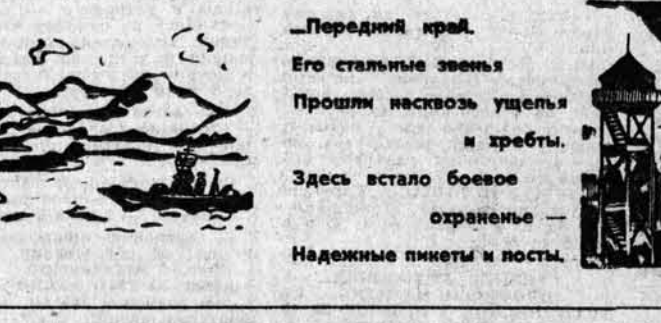 ...Передний край.
Его стальные звенья
Прошли насквозь ущелья
и хребты.
Здесь встало боевое
охраненье —
Надежные пикеты и посты.